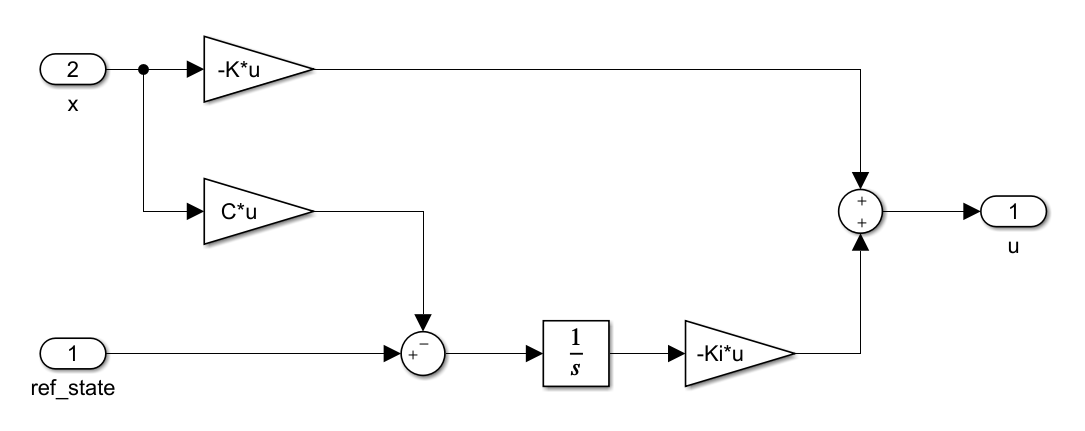 2
x
-K*u
C*u
+
+
1
u
1
ref_state
−
+
1
s
-Ki*u